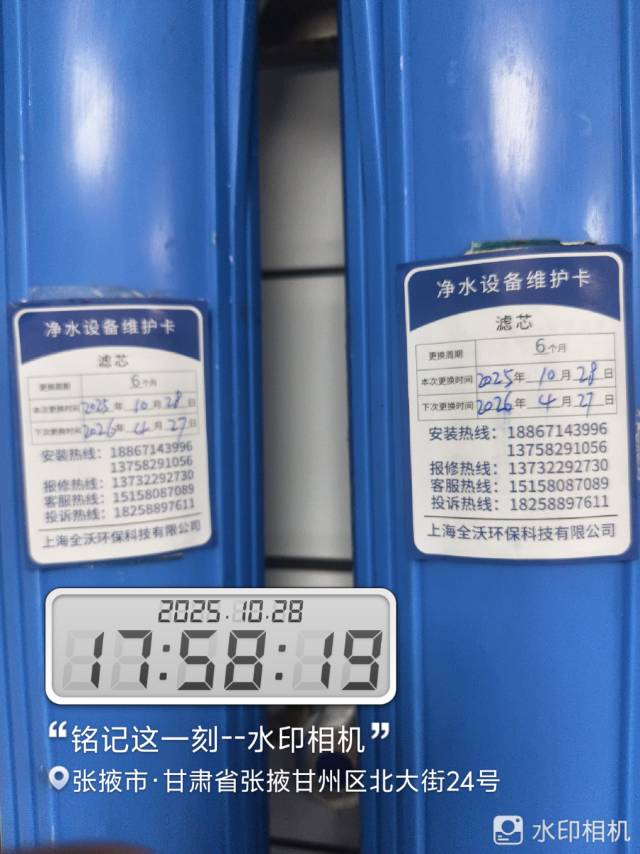 净水设备维护卡
滤芯
更换周期 6个月
本次更换时间 2025年 10月 28日
下次更换时间 2026年 4月 27日
安装热线：18867143996
13758291056
报修热线：13732292730
客服热线：15158087089
投诉热线：18258897611
上海全沃环保科技有限公司
净水设备维护卡
滤芯
更换周期 6个月
本次更换时间 2025年 10月 28日
下次更换时间 2026年 4月 27日
安装热线：18867143996
13758291056
报修热线：13732292730
客服热线：15158087089
投诉热线：18258897611
上海全沃环保科技有限公司
2025.10.28
17:58:19
“铭记这一刻--水印相机”
张掖市·甘肃省张掖甘州区北大街24号
水印相机